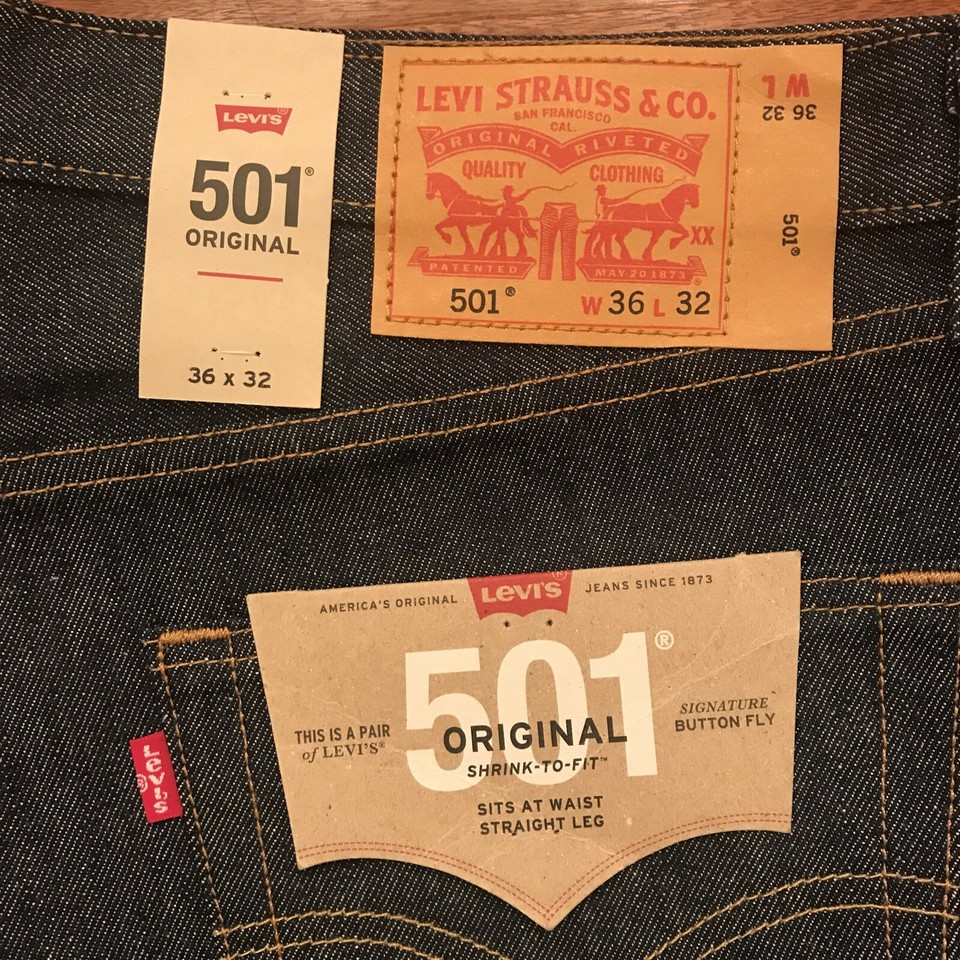 Levi's®
501®
ORIGINAL
36 x 32
LEVI STRAUSS & CO.
SAN FRANCISCO
CAL.
ORIGINAL RIVETED
QUALITY CLOTHING
XX
PATENTED MAY 20 1873 ®
501® W 36 L 32
W L
36 32
501®
AMERICA'S ORIGINAL Levi's® JEANS SINCE 1873
501®
THIS IS A PAIR
of LEVI'S®
ORIGINAL
SHRINK-TO-FIT™
SIGNATURE
BUTTON FLY
SITS AT WAIST
STRAIGHT LEG
Levi's®